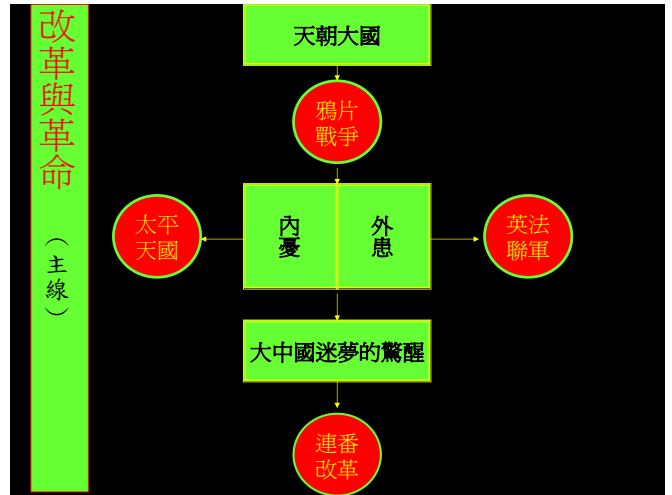 改革與革命
（主線）
天朝大國
鴉片
戰爭
太平
天國
內憂
外患
英法
聯軍
大中國迷夢的驚醒
連番
改革